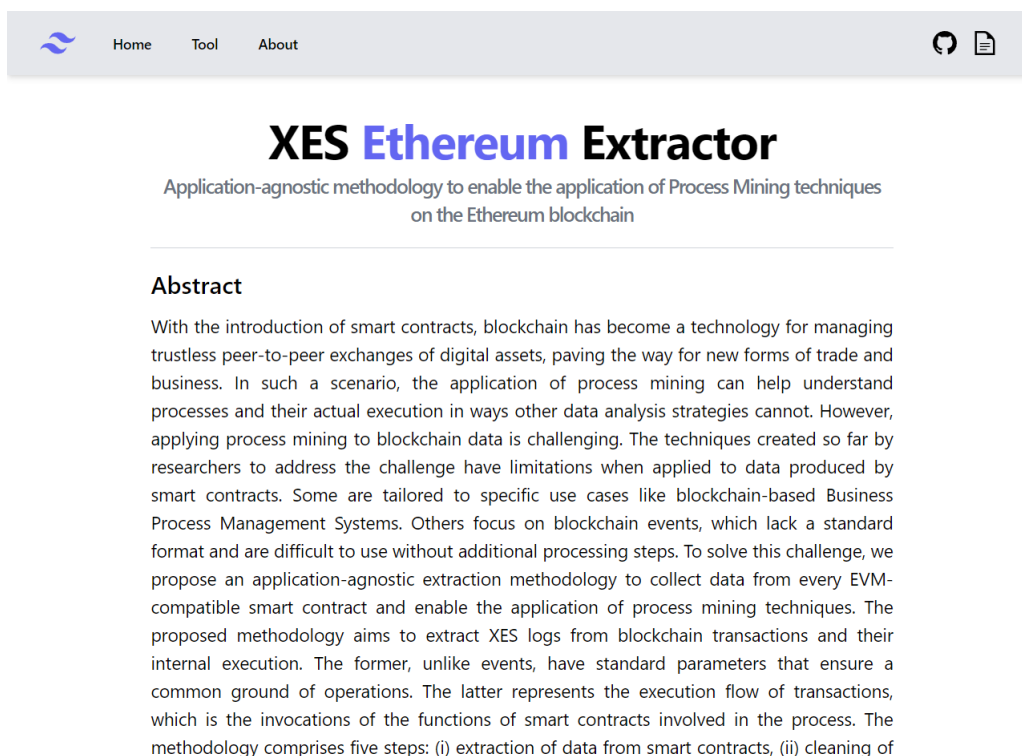 Home Tool About
XES Ethereum Extractor
Application-agnostic methodology to enable the application of Process Mining techniques
on the Ethereum blockchain
Abstract
With the introduction of smart contracts, blockchain has become a technology for managing
trustless peer-to-peer exchanges of digital assets, paving the way for new forms of trade and
business. In such a scenario, the application of process mining can help understand
processes and their actual execution in ways other data analysis strategies cannot. However,
applying process mining to blockchain data is challenging. The techniques created so far by
researchers to address the challenge have limitations when applied to data produced by
smart contracts. Some are tailored to specific use cases like blockchain-based Business
Process Management Systems. Others focus on blockchain events, which lack a standard
format and are difficult to use without additional processing steps. To solve this challenge, we
propose an application-agnostic extraction methodology to collect data from every EVM-
compatible smart contract and enable the application of process mining techniques. The
proposed methodology aims to extract XES logs from blockchain transactions and their
internal execution. The former, unlike events, have standard parameters that ensure a
common ground of operations. The latter represents the execution flow of transactions,
which is the invocations of the functions of smart contracts involved in the process. The
methodology comprises five steps: (i) extraction of data from smart contracts, (ii) cleaning of